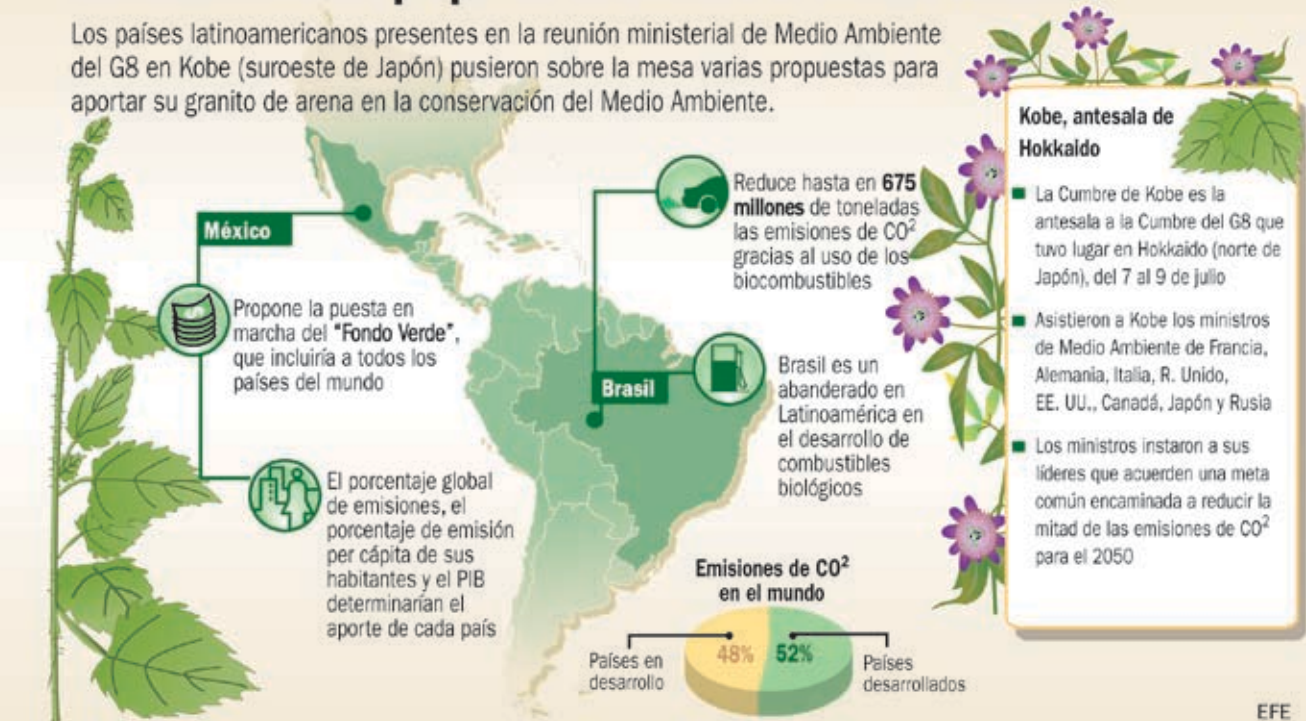 Los países latinoamericanos presentes en la reunión ministerial de Medio Ambiente
del G8 en Kobe (suroeste de Japón) pusieron sobre la mesa varias propuestas para
aportar su granito de arena en la conservación del Medio Ambiente.
México
Propone la puesta en
marcha del "Fondo Verde",
que incluiría a todos los
países del mundo
El porcentaje global
de emisiones, el
porcentaje de emisión
per cápita de sus
habitantes y el PIB
determinarían el
aporte de cada país
Reduce hasta en 675
millones de toneladas
las emisiones de CO²
gracias al uso de los
biocombustibles
Brasil
Brasil es un
abanderado en
Latinoamérica en
el desarrollo de
combustibles
biológicos
Emisiones de CO²
en el mundo
Países en
desarrollo
48%
52%
Países
desarrollados
Kobe, antesala de
Hokkaido
La Cumbre de Kobe es la
antesala a la Cumbre del G8 que
tuvo lugar en Hokkaido (norte de
Japón), del 7 al 9 de julio
Asistieron a Kobe los ministros
de Medio Ambiente de Francia,
Alemania, Italia, R. Unido,
EE. UU., Canadá, Japón y Rusia
Los ministros instaron a sus
líderes que acuerden una meta
común encaminada a reducir la
mitad de las emisiones de CO²
para el 2050
EFE